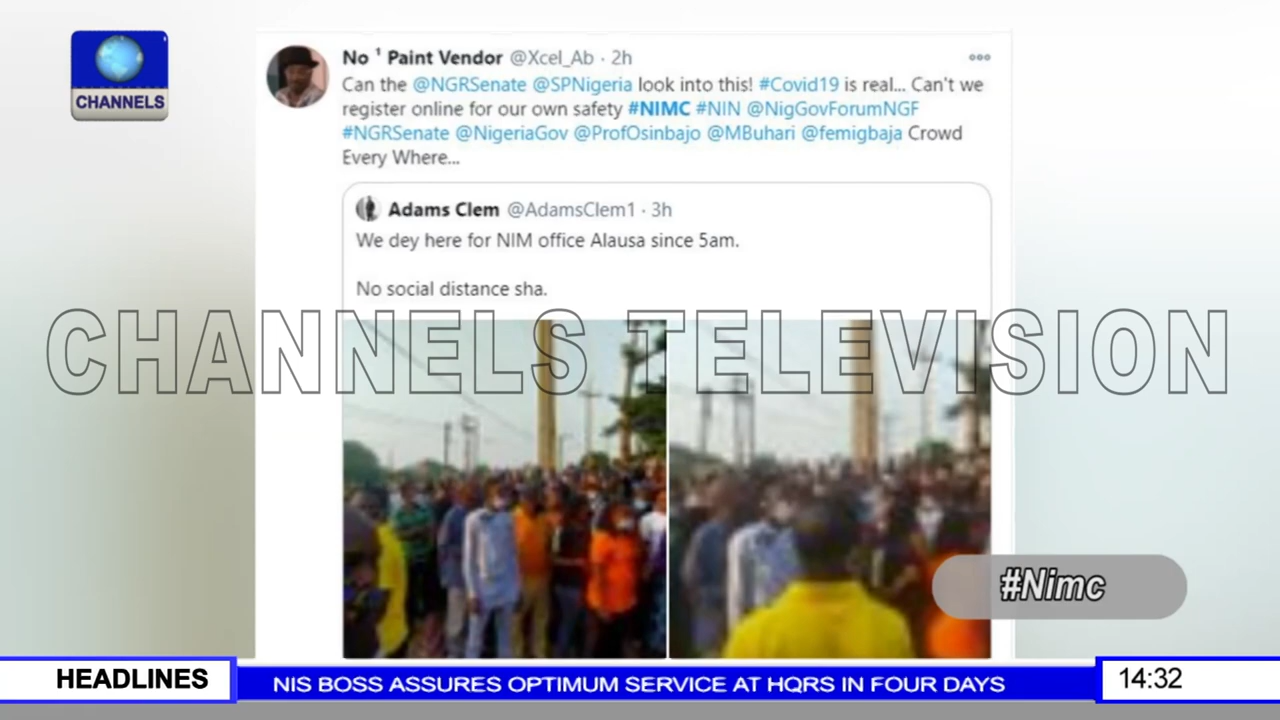 CHANNELS
No ¹ Paint Vendor @Xcel_Ab · 2h
Can the @NGRSenate @SPNigeria look into this! #Covid19 is real... Can't we
register online for our own safety #NIMC #NIN @NigGovForumNGF
#NGRSenate @NigeriaGov @ProfOsinbajo @MBuhari @femigbaja Crowd
Every Where...
Adams Clem @AdamsClem1 · 3h
We dey here for NIM office Alausa since 5am.
No social distance sha.
CHANNELS TELEVISION
#Nimc
HEADLINES
NIS BOSS ASSURES OPTIMUM SERVICE AT HQRS IN FOUR DAYS
14:32